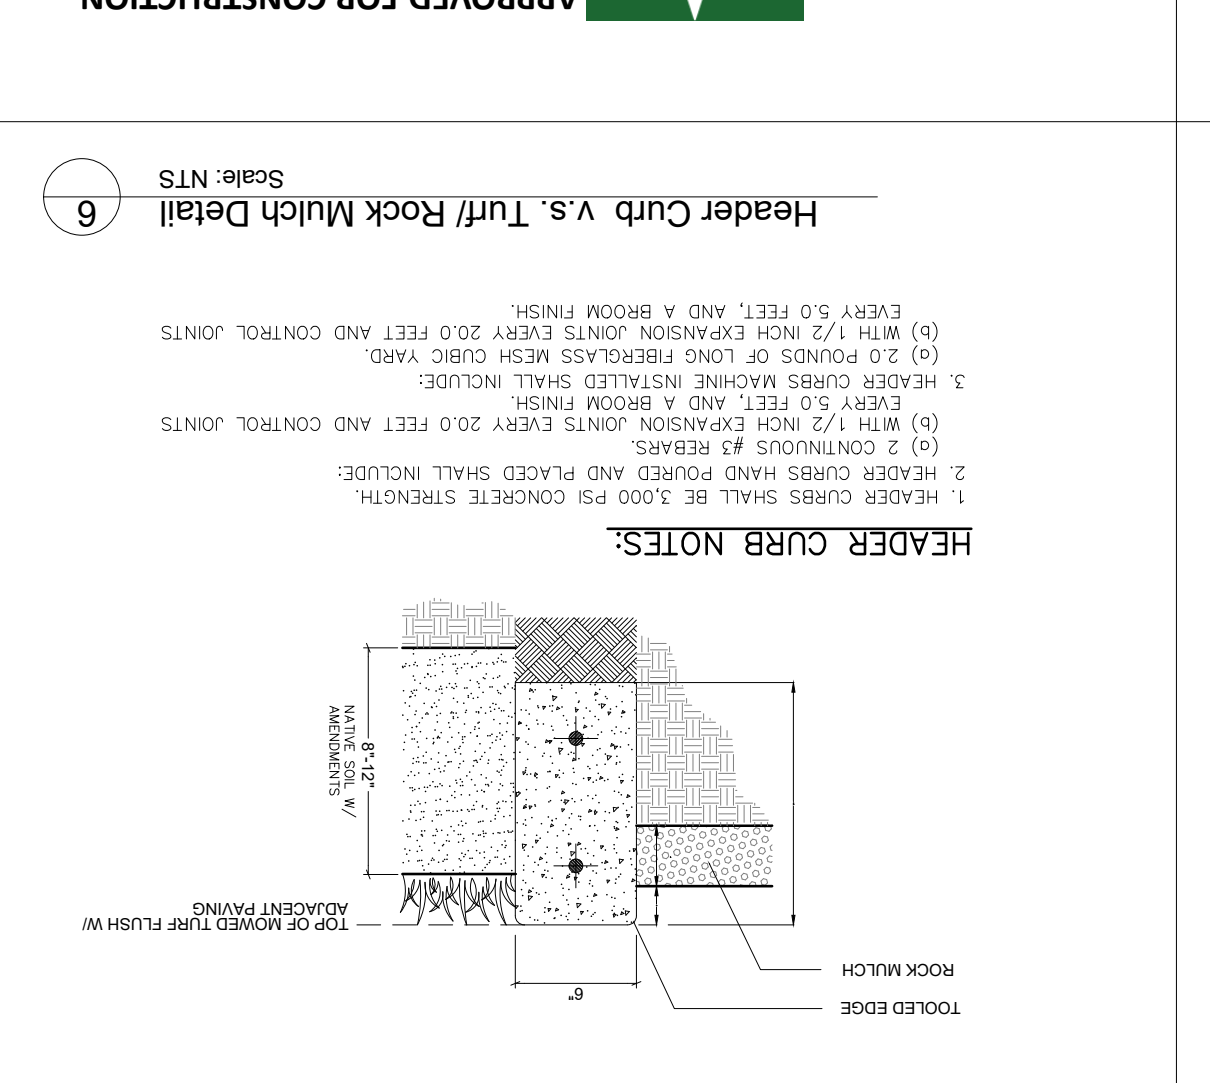 TOOLED EDGE
ROCK MULCH
6"
TOP OF MOWED TURF FLUSH W/
ADJACENT PAVING
8"-12"
NATIVE SOIL W/
AMENDMENTS
HEADER CURB NOTES:
1. HEADER CURBS SHALL BE 3,000 PSI CONCRETE STRENGTH.
2. HEADER CURBS HAND POURED AND PLACED SHALL INCLUDE:
(a) 2 CONTINUOUS #3 REBARS.
(b) WITH 1/2 INCH EXPANSION JOINTS EVERY 20.0 FEET AND CONTROL JOINTS
EVERY 5.0 FEET, AND A BROOM FINISH.
3. HEADER CURBS MACHINE INSTALLED SHALL INCLUDE:
(a) 2.0 POUNDS OF LONG FIBERGLASS MESH CUBIC YARD.
(b) WITH 1/2 INCH EXPANSION JOINTS EVERY 20.0 FEET AND CONTROL JOINTS
EVERY 5.0 FEET, AND A BROOM FINISH.
Header Curb v.s. Turf/ Rock Mulch Detail
6
Scale: NTS
APPROVED FOR CONSTRUCTION